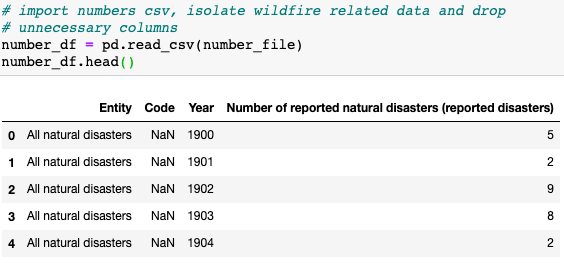 # import numbers csv, isolate wildfire related data and drop
# unnecessary columns
number_df = pd.read_csv(number_file)
number_df.head()
Entity Code Year Number of reported natural disasters (reported disasters)
0 All natural disasters NaN 1900 5
1 All natural disasters NaN 1901 2
2 All natural disasters NaN 1902 9
3 All natural disasters NaN 1903 8
4 All natural disasters NaN 1904 2